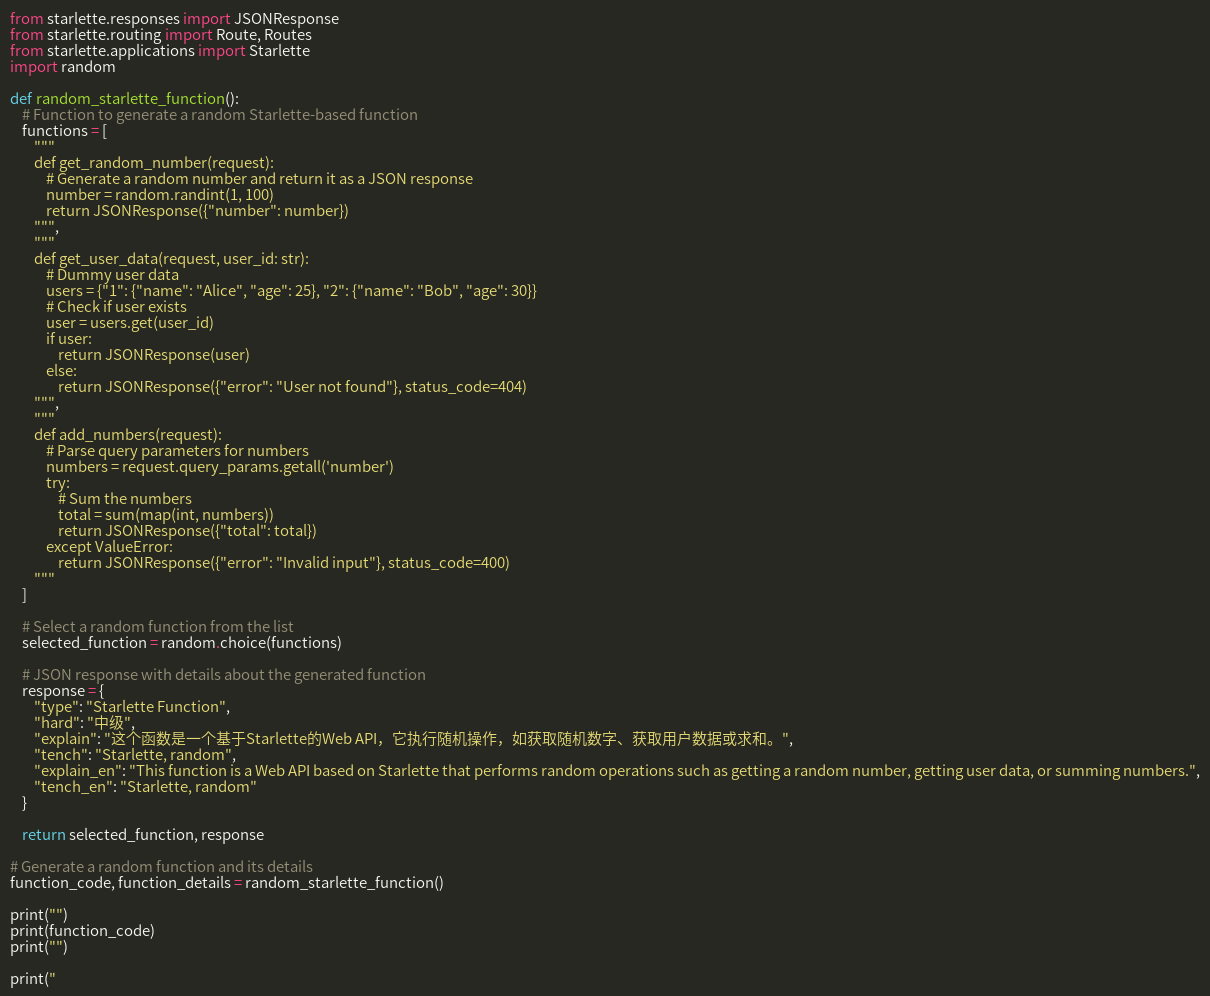 from starlette.responses import JSONResponse
from starlette.routing import Route, Routes
from starlette.applications import Starlette
import random

def random_starlette_function():
    # Function to generate a random Starlette-based function
    functions = [
        """
        def get_random_number(request):
            # Generate a random number and return it as a JSON response
            number = random.randint(1, 100)
            return JSONResponse({"number": number})
        """,
        """
        def get_user_data(request, user_id: str):
            # Dummy user data
            users = {"1": {"name": "Alice", "age": 25}, "2": {"name": "Bob", "age": 30}}
            # Check if user exists
            user = users.get(user_id)
            if user:
                return JSONResponse(user)
            else:
                return JSONResponse({"error": "User not found"}, status_code=404)
        """,
        """
        def add_numbers(request):
            # Parse query parameters for numbers
            numbers = request.query_params.getall('number')
            try:
                # Sum the numbers
                total = sum(map(int, numbers))
                return JSONResponse({"total": total})
            except ValueError:
                return JSONResponse({"error": "Invalid input"}, status_code=400)
        """
    ]

    # Select a random function from the list
    selected_function = random.choice(functions)

    # JSON response with details about the generated function
    response = {
        "type": "Starlette Function",
        "hard": "中级",
        "explain": "这个函数是一个基于Starlette的Web API，它执行随机操作，如获取随机数字、获取用户数据或求和。",
        "tench": "Starlette, random",
        "explain_en": "This function is a Web API based on Starlette that performs random operations such as getting a random number, getting user data, or summing numbers.",
        "tench_en": "Starlette, random"
    }

    return selected_function, response

# Generate a random function and its details
function_code, function_details = random_starlette_function()

print("")
print(function_code)
print("")

print("